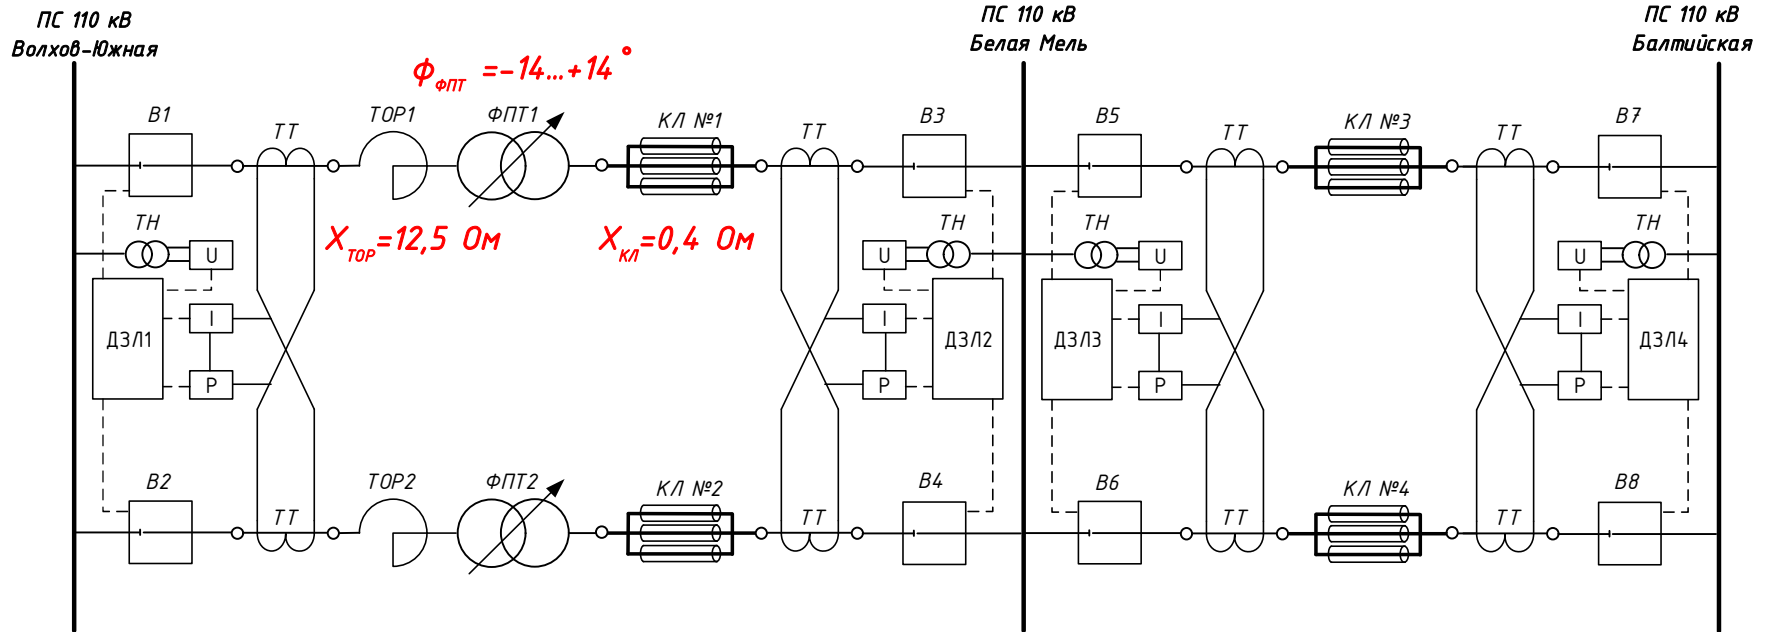 ПС 110 кВ
Волхов-Южная
ПС 110 кВ
Белая Мель
ПС 110 кВ
Балтийская
ϕФПТ =-14...+14°
В1
ТТ
ТОР1
ФПТ1
КЛ №1
ТТ
В3
В5
ТТ
КЛ №3
ТТ
В7
ТН
U
XТОР=12,5 Ом
XКЛ=0,4 Ом
ТН
U
ТН
U
ТН
U
ДЗЛ1
I
P
I
P
ДЗЛ2
ДЗЛ3
I
P
I
P
ДЗЛ4
В2
ТТ
ТОР2
ФПТ2
КЛ №2
ТТ
В4
В6
ТТ
КЛ №4
ТТ
В8